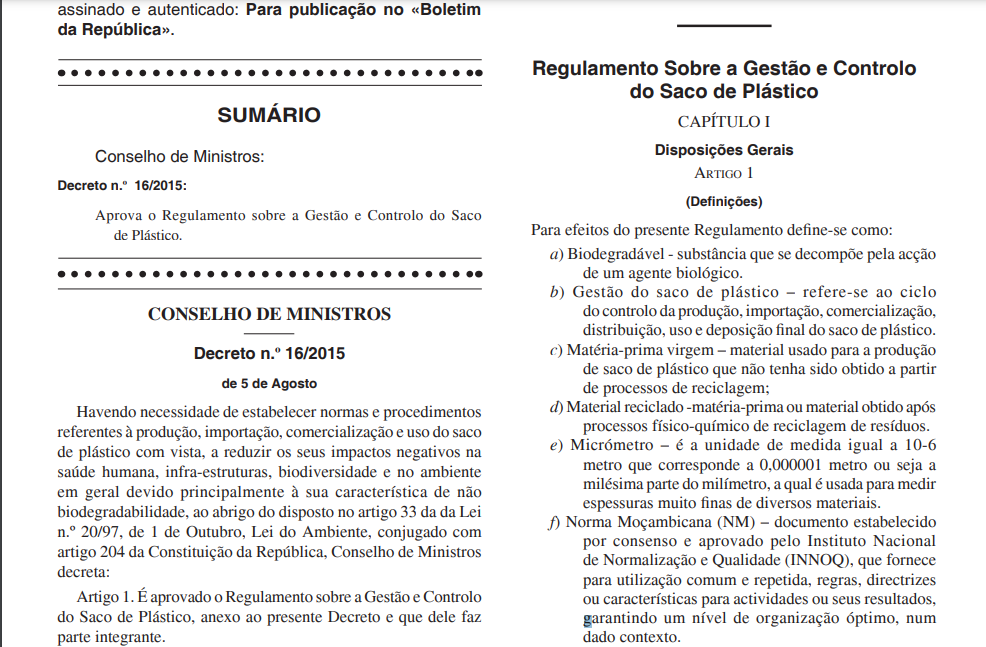 assinado e autenticado: Para publicação no «Boletim
da República».
SUMÁRIO
Conselho de Ministros:
Decreto n.º 16/2015:
Aprova o Regulamento sobre a Gestão e Controlo do Saco
de Plástico.
CONSELHO DE MINISTROS
Decreto n.º 16/2015
de 5 de Agosto
Havendo necessidade de estabelecer normas e procedimentos
referentes à produção, importação, comercialização e uso do saco
de plástico com vista, a reduzir os seus impactos negativos na
saúde humana, infra-estruturas, biodiversidade e no ambiente
em geral devido principalmente à sua característica de não
biodegradabilidade, ao abrigo do disposto no artigo 33 da da Lei
n.º 20/97, de 1 de Outubro, Lei do Ambiente, conjugado com
artigo 204 da Constituição da República, Conselho de Ministros
decreta:
Artigo 1. É aprovado o Regulamento sobre a Gestão e Controlo
do Saco de Plástico, anexo ao presente Decreto e que dele faz
parte integrante.
Regulamento Sobre a Gestão e Controlo
do Saco de Plástico
CAPÍTULO I
Disposições Gerais
Artigo 1
(Definições)
Para efeitos do presente Regulamento define-se como:
a) Biodegradável - substância que se decompõe pela acção
de um agente biológico.
b) Gestão do saco de plástico – refere-se ao ciclo
do controlo da produção, importação, comercialização,
distribuição, uso e deposição final do saco de plástico.
c) Matéria-prima virgem – material usado para a produção
de saco de plástico que não tenha sido obtido a partir
de processos de reciclagem;
d) Material reciclado -matéria-prima ou material obtido após
processos físico-químico de reciclagem de resíduos.
e) Micrómetro – é a unidade de medida igual a 10-6
metro que corresponde a 0,000001 metro ou seja a
milésima parte do milímetro, a qual é usada para medir
espessuras muito finas de diversos materiais.
f) Norma Moçambicana (NM) – documento estabelecido
por consenso e aprovado pelo Instituto Nacional
de Normalização e Qualidade (INNOQ), que fornece
para utilização comum e repetida, regras, directrizes
ou características para actividades ou seus resultados,
garantindo um nível de organização óptimo, num
dado contexto.